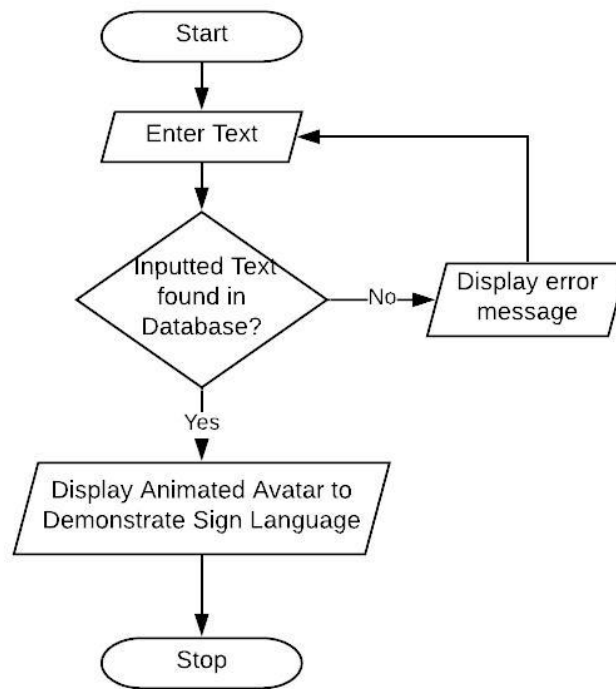 Start
Enter Text
Inputted Text
found in
Database?
No
Display error
message
Yes
Display Animated Avatar to
Demonstrate Sign Language
Stop